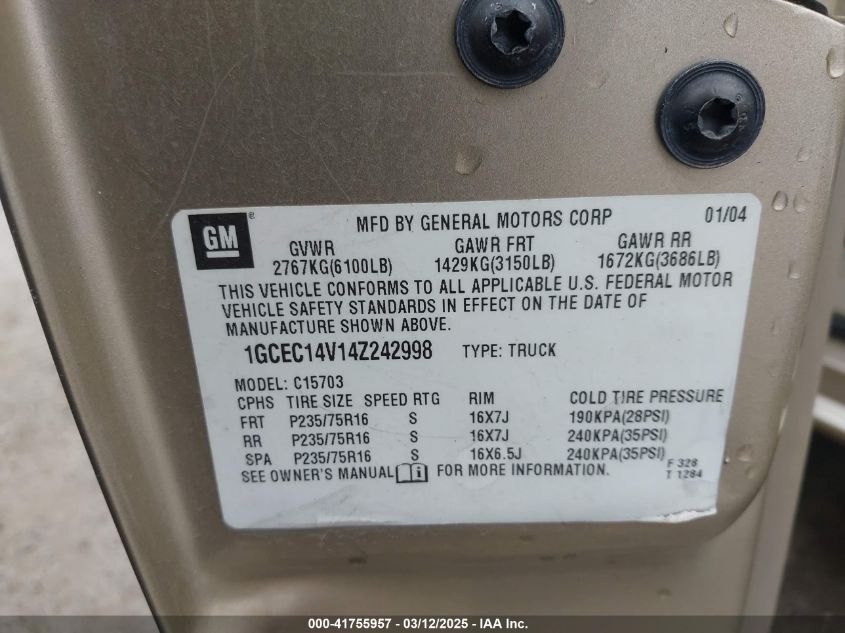 GM ® MFD BY GENERAL MOTORS CORP 01/04
GVWR GAWR FRT GAWR RR
2767KG(6100LB) 1429KG(3150LB) 1672KG(3686LB)
THIS VEHICLE CONFORMS TO ALL APPLICABLE U.S. FEDERAL MOTOR
VEHICLE SAFETY STANDARDS IN EFFECT ON THE DATE OF
MANUFACTURE SHOWN ABOVE.
1GCEC14V14Z242998 TYPE: TRUCK
MODEL: C15703
CPHS TIRE SIZE SPEED RTG RIM COLD TIRE PRESSURE
FRT P235/75R16 S 16X7J 190KPA(28PSI)
RR P235/75R16 S 16X7J 240KPA(35PSI)
SPA P235/75R16 S 16X6.5J 240KPA(35PSI)
F 328
SEE OWNER'S MANUAL i FOR MORE INFORMATION. T 1284
000-41755957 - 03/12/2025 - IAA Inc.